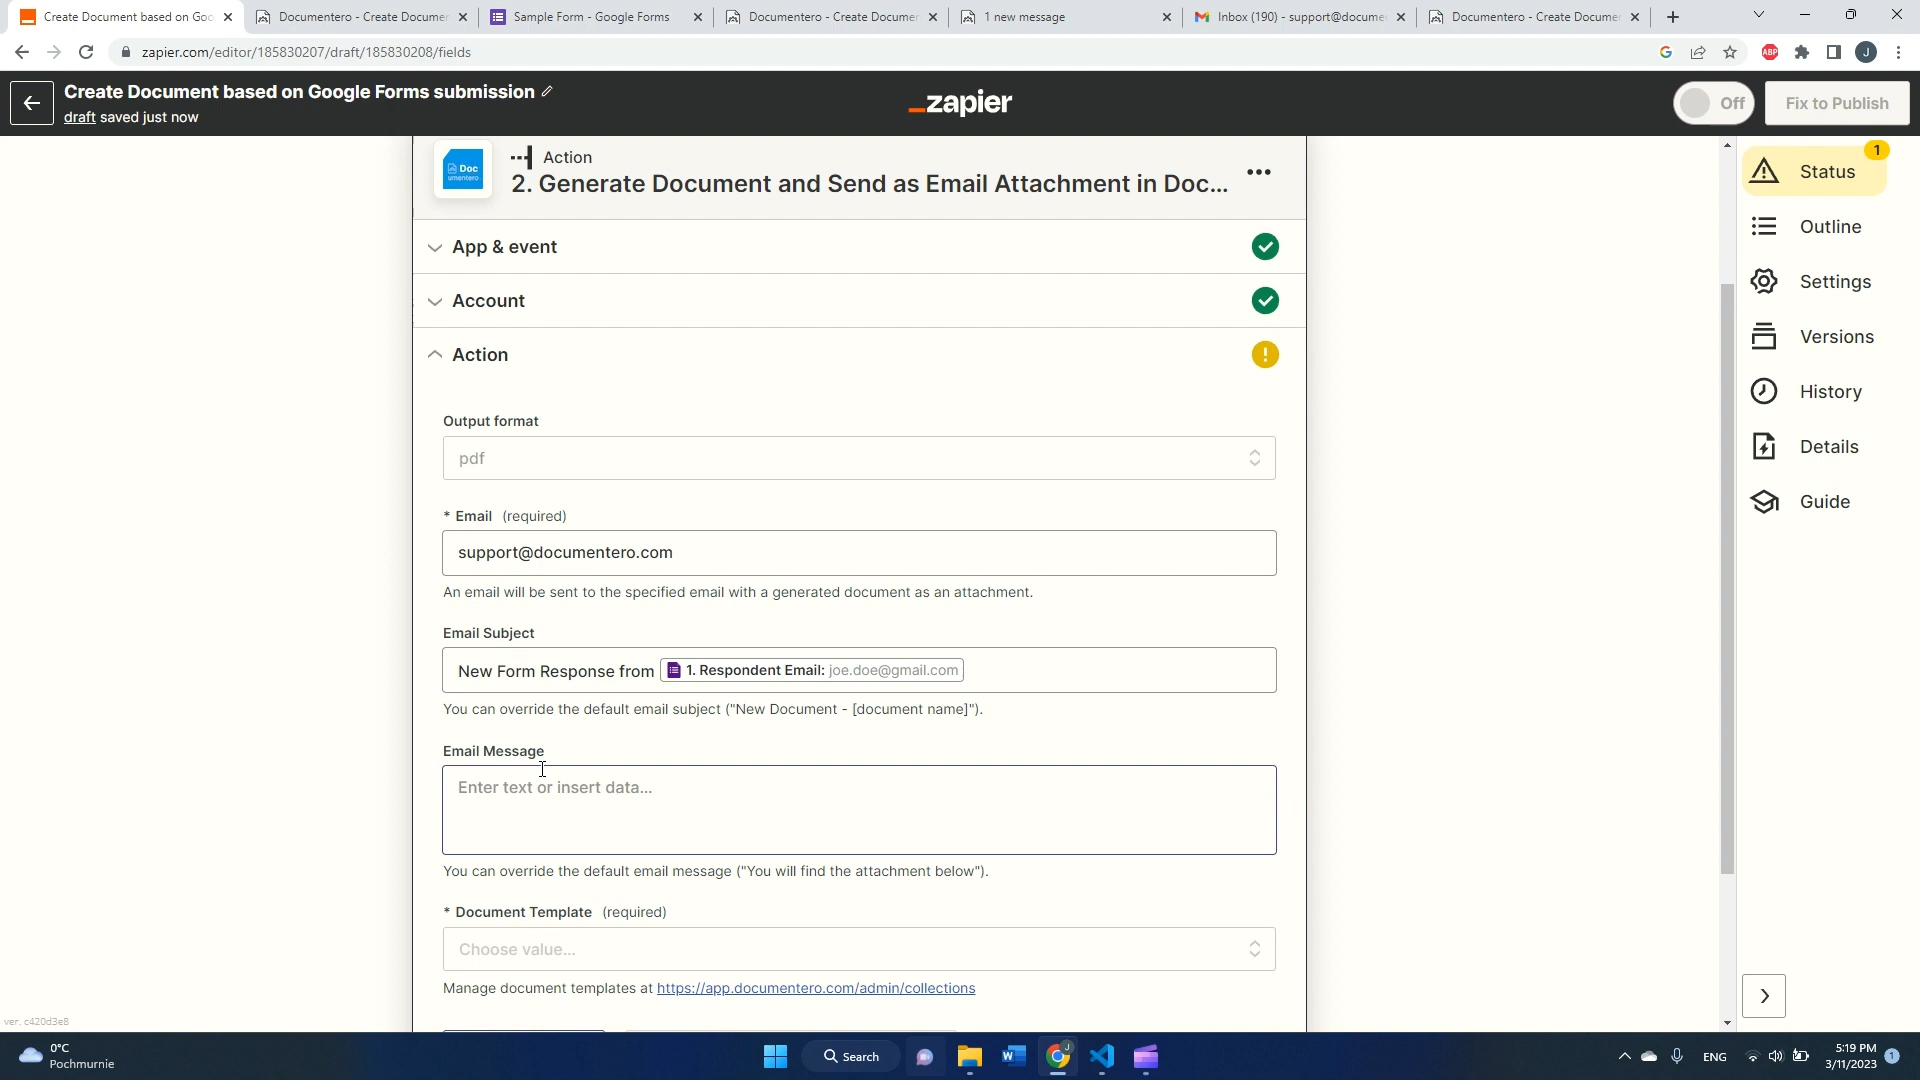 Create Document based on Goo
Documentero - Create Documen
Sample Form - Google Forms
Documentero - Create Documen
1 new message
Inbox (190) - support@docume
Documentero - Create Documen
zapier.com/editor/185830207/draft/185830208/fields
ABP
J
Create Document based on Google Forms submission
draft saved just now
_zapier
Off
Fix to Publish
Doc
umentero
Action
2. Generate Document and Send as Email Attachment in Doc...
App & event
Account
Action
Output format
pdf
* Email (required)
support@documentero.com
An email will be sent to the specified email with a generated document as an attachment.
Email Subject
New Form Response from 1. Respondent Email: joe.doe@gmail.com
You can override the default email subject ("New Document - [document name]").
Email Message
Enter text or insert data...
You can override the default email message ("You will find the attachment below").
* Document Template (required)
Choose value...
Manage document templates at https://app.documentero.com/admin/collections
1
Status
Outline
Settings
Versions
History
Details
Guide
ver. c420d3e8
0°C
Pochmurnie
Search
J
ENG
5:19 PM
3/11/2023
1